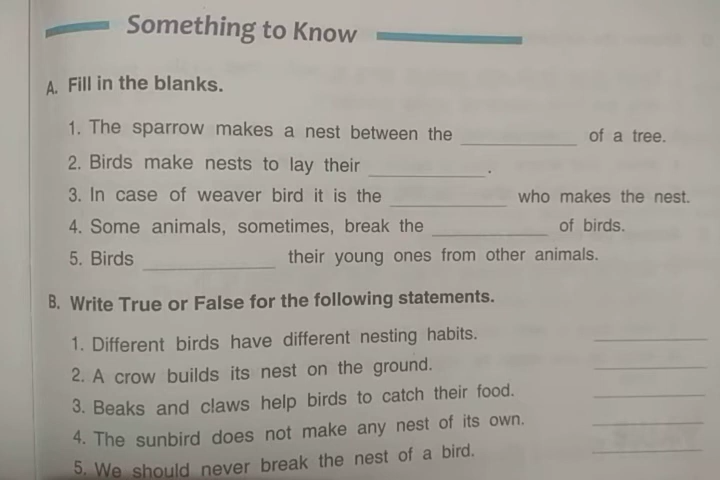 Something to Know
A. Fill in the blanks.
1. The sparrow makes a nest between the ____________ of a tree.
2. Birds make nests to lay their ____________.
3. In case of weaver bird it is the ____________ who makes the nest.
4. Some animals, sometimes, break the ____________ of birds.
5. Birds ____________ their young ones from other animals.
B. Write True or False for the following statements.
1. Different birds have different nesting habits. ____________
2. A crow builds its nest on the ground. ____________
3. Beaks and claws help birds to catch their food. ____________
4. The sunbird does not make any nest of its own. ____________
5. We should never break the nest of a bird. ____________